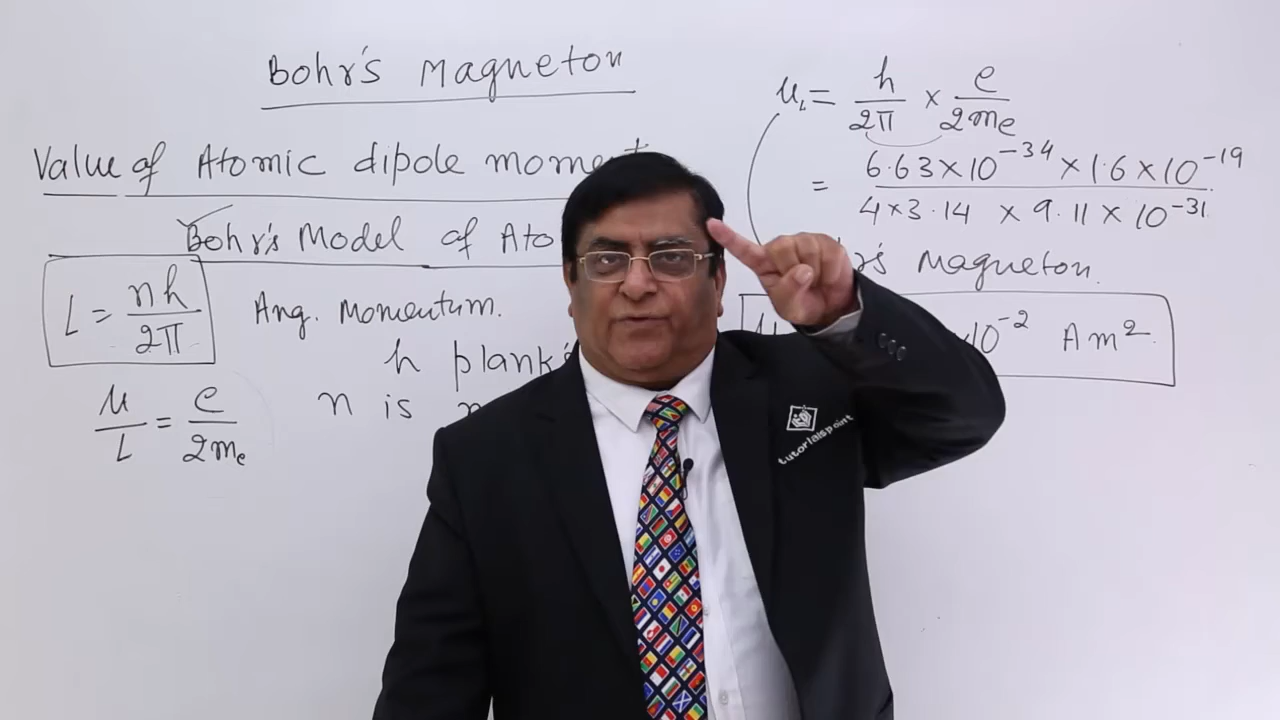 Bohr's Magneton
Value of Atomic dipole moment
Bohr's Model of Ato
L = nh / 2π
Ang. Momentum.
h plank's
n is
μ / L = e / 2me
μL = h / 2π × e / 2me
= 6.63×10⁻³⁴ × 1.6×10⁻¹⁹ / 4×3.14 × 9.11×10⁻³¹
's Magneton.
×10⁻² Am²
tutorialspoint